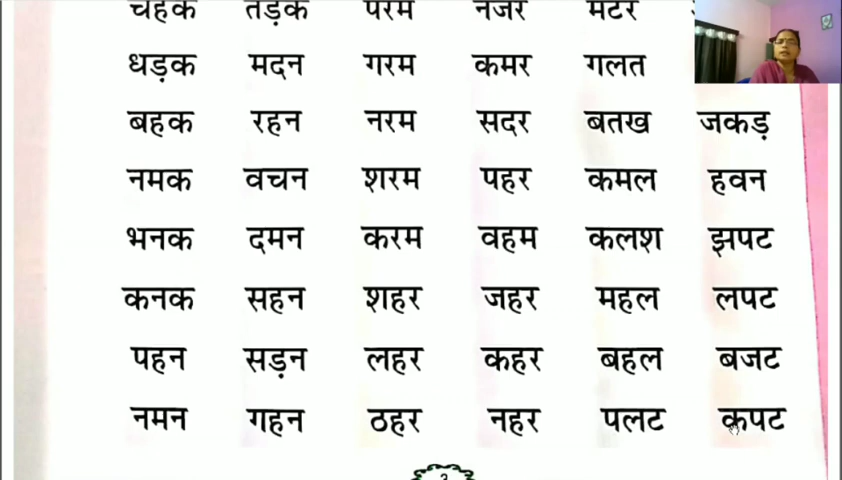 चहक तड़क परम नजर मटर
धड़क मदन गरम कमर गलत
बहक रहन नरम सदर बतख जकड़
नमक वचन शरम पहर कमल हवन
भनक दमन करम वहम कलश झपट
कनक सहन शहर जहर महल लपट
पहन सड़न लहर कहर बहल बजट
नमन गहन ठहर नहर पलट कपट